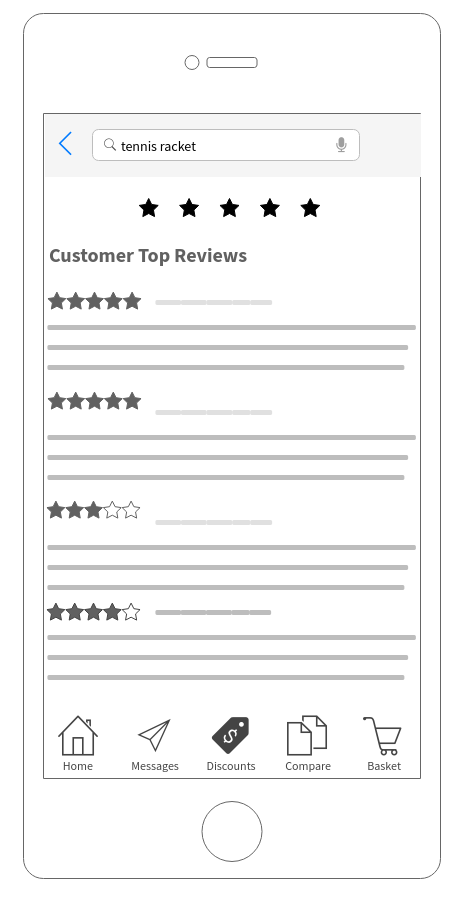 tennis racket
Customer Top Reviews
Home
Messages
Discounts
Compare
Basket